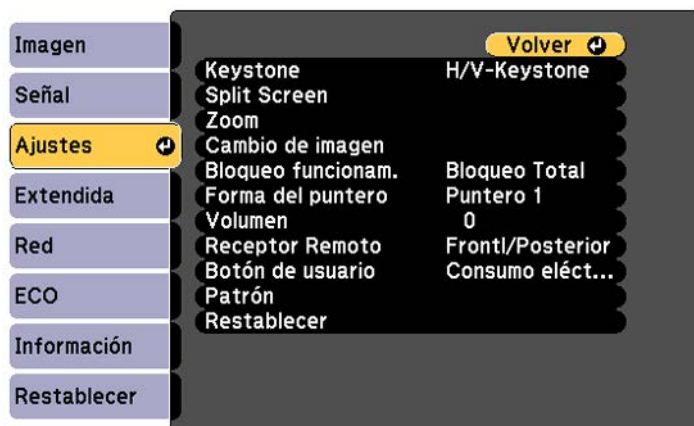 Imagen
Señal
Ajustes
Extendida
Red
ECO
Información
Restablecer
Volver
Keystone H/V-Keystone
Split Screen
Zoom
Cambio de imagen
Bloqueo funcionam. Bloqueo Total
Forma del puntero Puntero 1
Volumen 0
Receptor Remoto Frontl/Posterior
Botón de usuario Consumo eléct...
Patrón
Restablecer